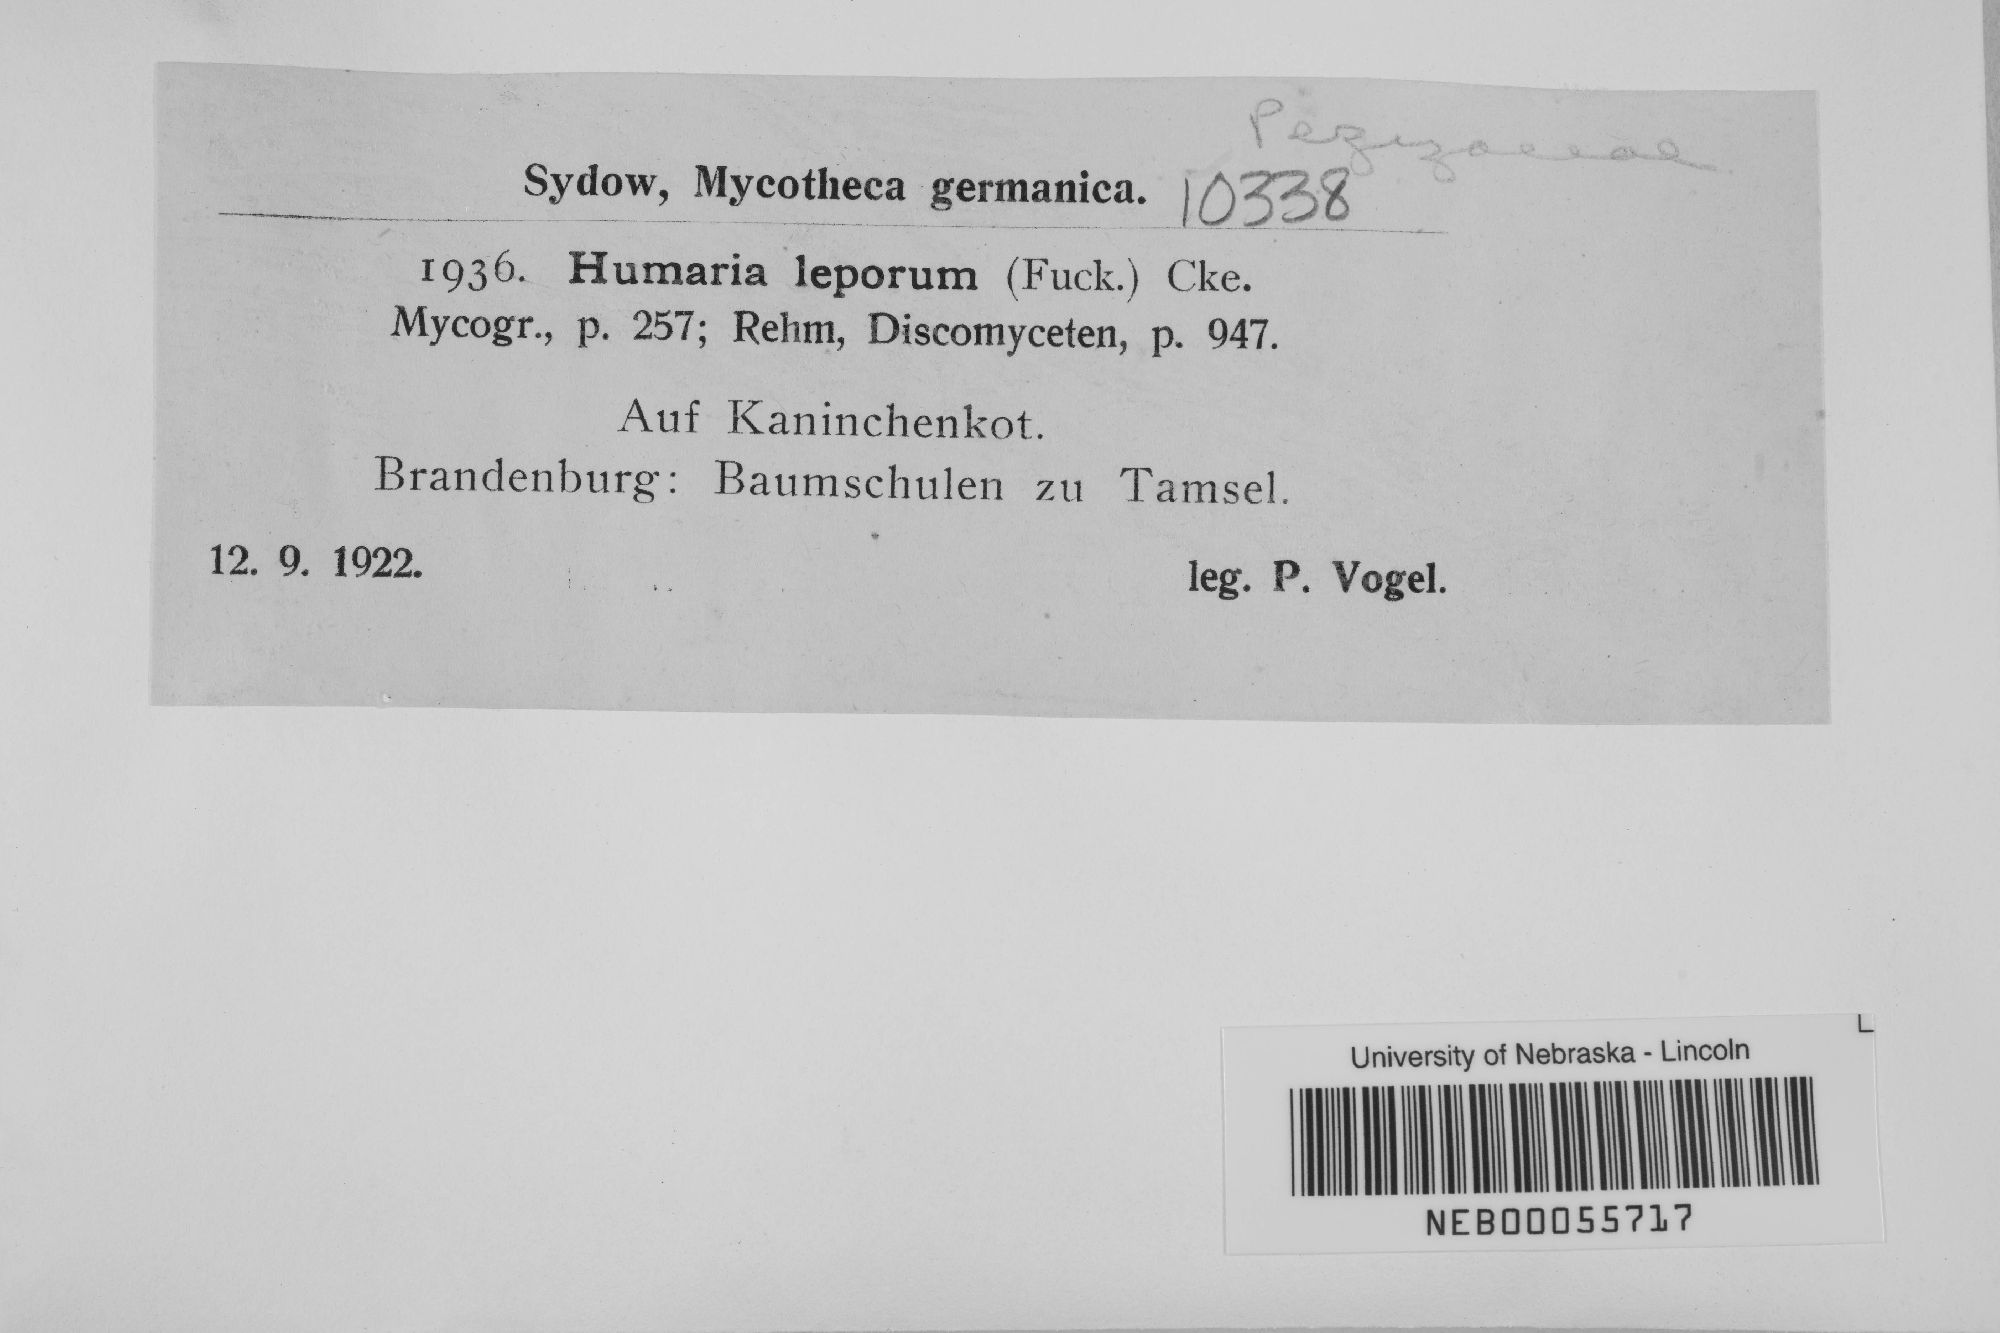 Pezizaceae
Sydow, Mycotheca germanica. 10338
1936. Humaria leporum (Fuck.) Cke.
Mycogr., p. 257; Rehm, Discomyceten, p. 947.
Auf Kaninchenkot.
Brandenburg: Baumschulen zu Tamsel.
12. 9. 1922. leg. P. Vogel.
University of Nebraska - Lincoln
NEB00055717